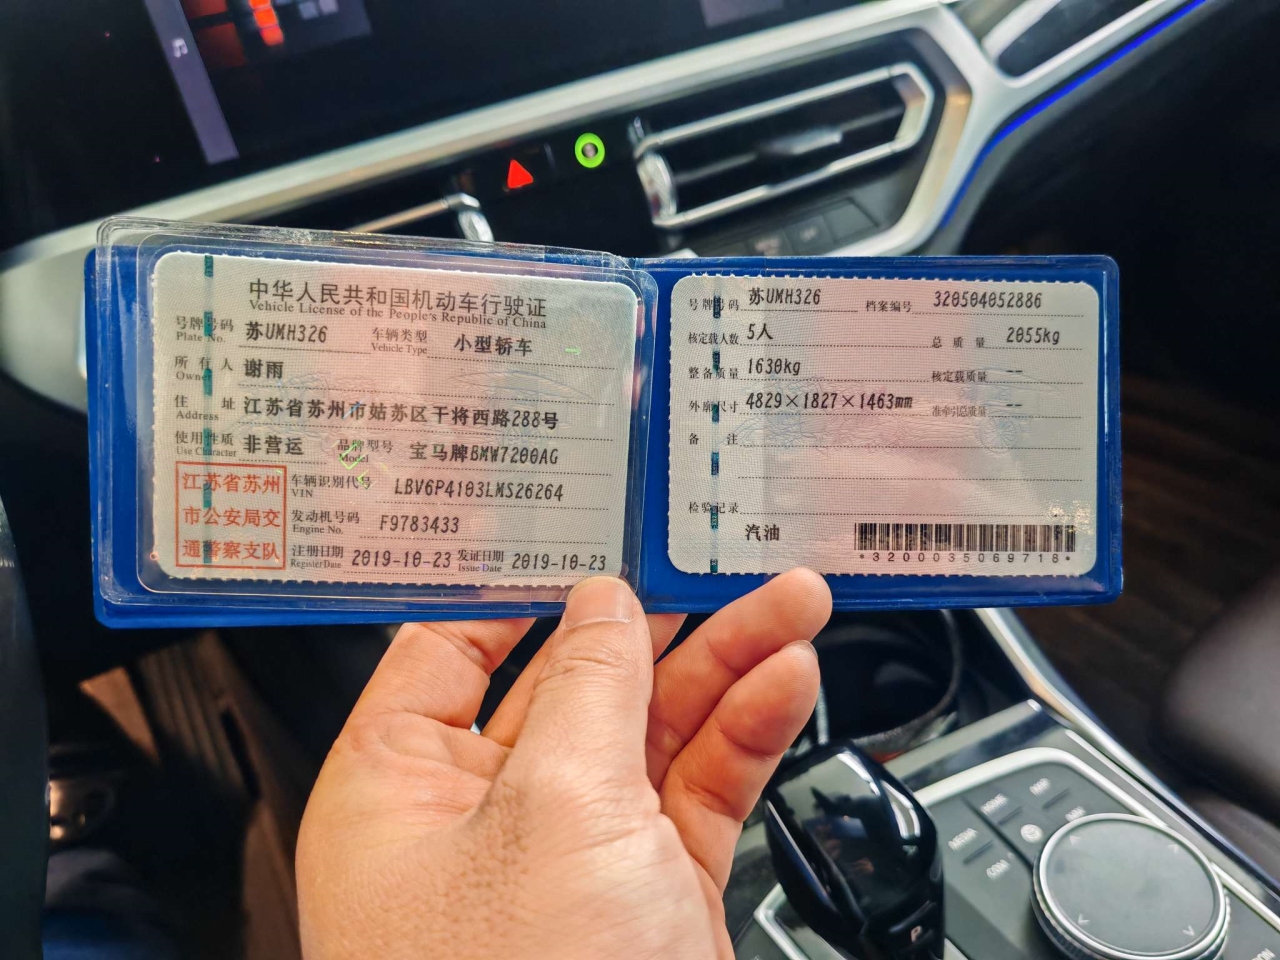 中华人民共和国机动车行驶证
Vehicle License of the People's Republic of China
号牌号码 苏UMH326 车辆类型 小型轿车
Plate No. Vehicle Type
所有人 谢雨
Owner
住址 江苏省苏州市姑苏区干将西路288号
Address
使用性质 非营运 品牌型号 宝马牌BMW7200AG
Use Character Model
江苏省苏州
市公安局交
通警察支队
车辆识别代号 LBV6P4103LMS26264
VIN
发动机号码 F9783433
Engine No.
注册日期 2019-10-23 发证日期 2019-10-23
Register Date Issue Date
号牌号码 苏UMH326 档案编号 320504052886
核定载人数 5人 总质量 2055kg
整备质量 1630kg 核定载质量 --
外廓尺寸 4829×1827×1463mm 准牵引总质量 --
备注
检验记录
汽油
*3200035069718*
MEDIA
HOME
MAP
NAV
COM
P